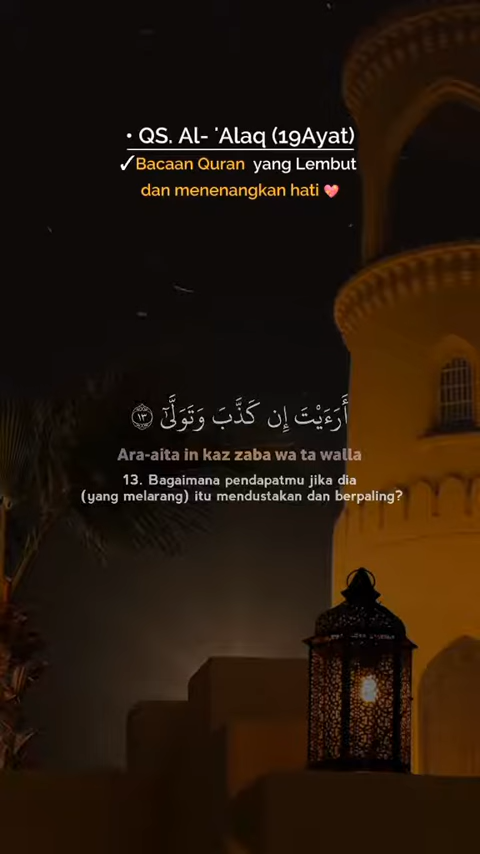 • QS. Al- 'Alaq (19Ayat)
✓Bacaan Quran yang Lembut
dan menenangkan hati ❤
أَرَءَيْتَ إِن كَذَّبَ وَتَوَلَّىٰٓ ١٣
Ara-aita in kaz zaba wa ta walla
13. Bagaimana pendapatmu jika dia
(yang melarang) itu mendustakan dan berpaling?